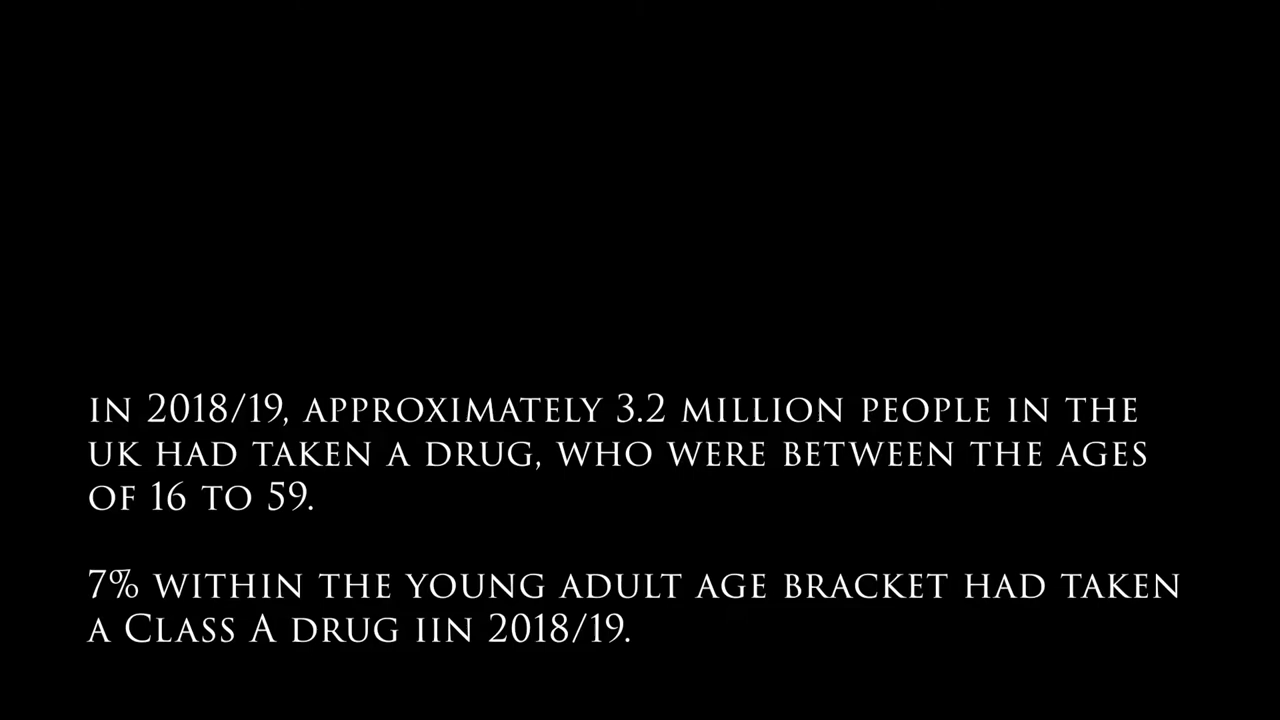 in 2018/19, approximately 3.2 million people in the
uk had taken a drug, who were between the ages
of 16 to 59.
7% within the young adult age bracket had taken
a Class A drug iin 2018/19.